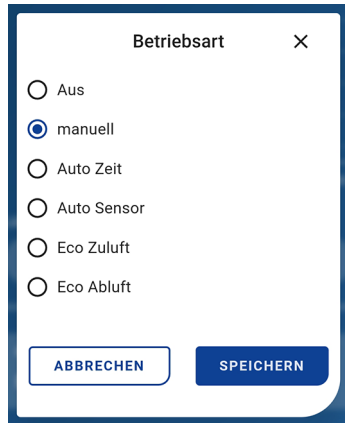 Betriebsart
Aus
manuell
Auto Zeit
Auto Sensor
Eco Zuluft
Eco Abluft
ABBRECHEN
SPEICHERN